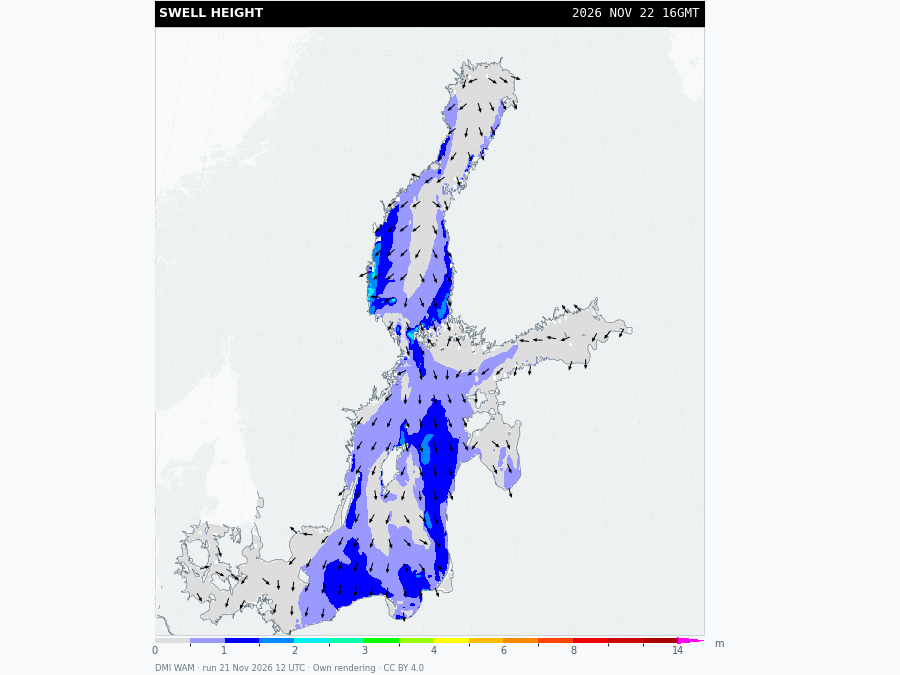 SWELL HEIGHT 2026 NOV 22 16GMT
0 1 2 3 4 6 8 14 m
DMI WAM · run 21 Nov 2026 12 UTC · Own rendering · CC BY 4.0